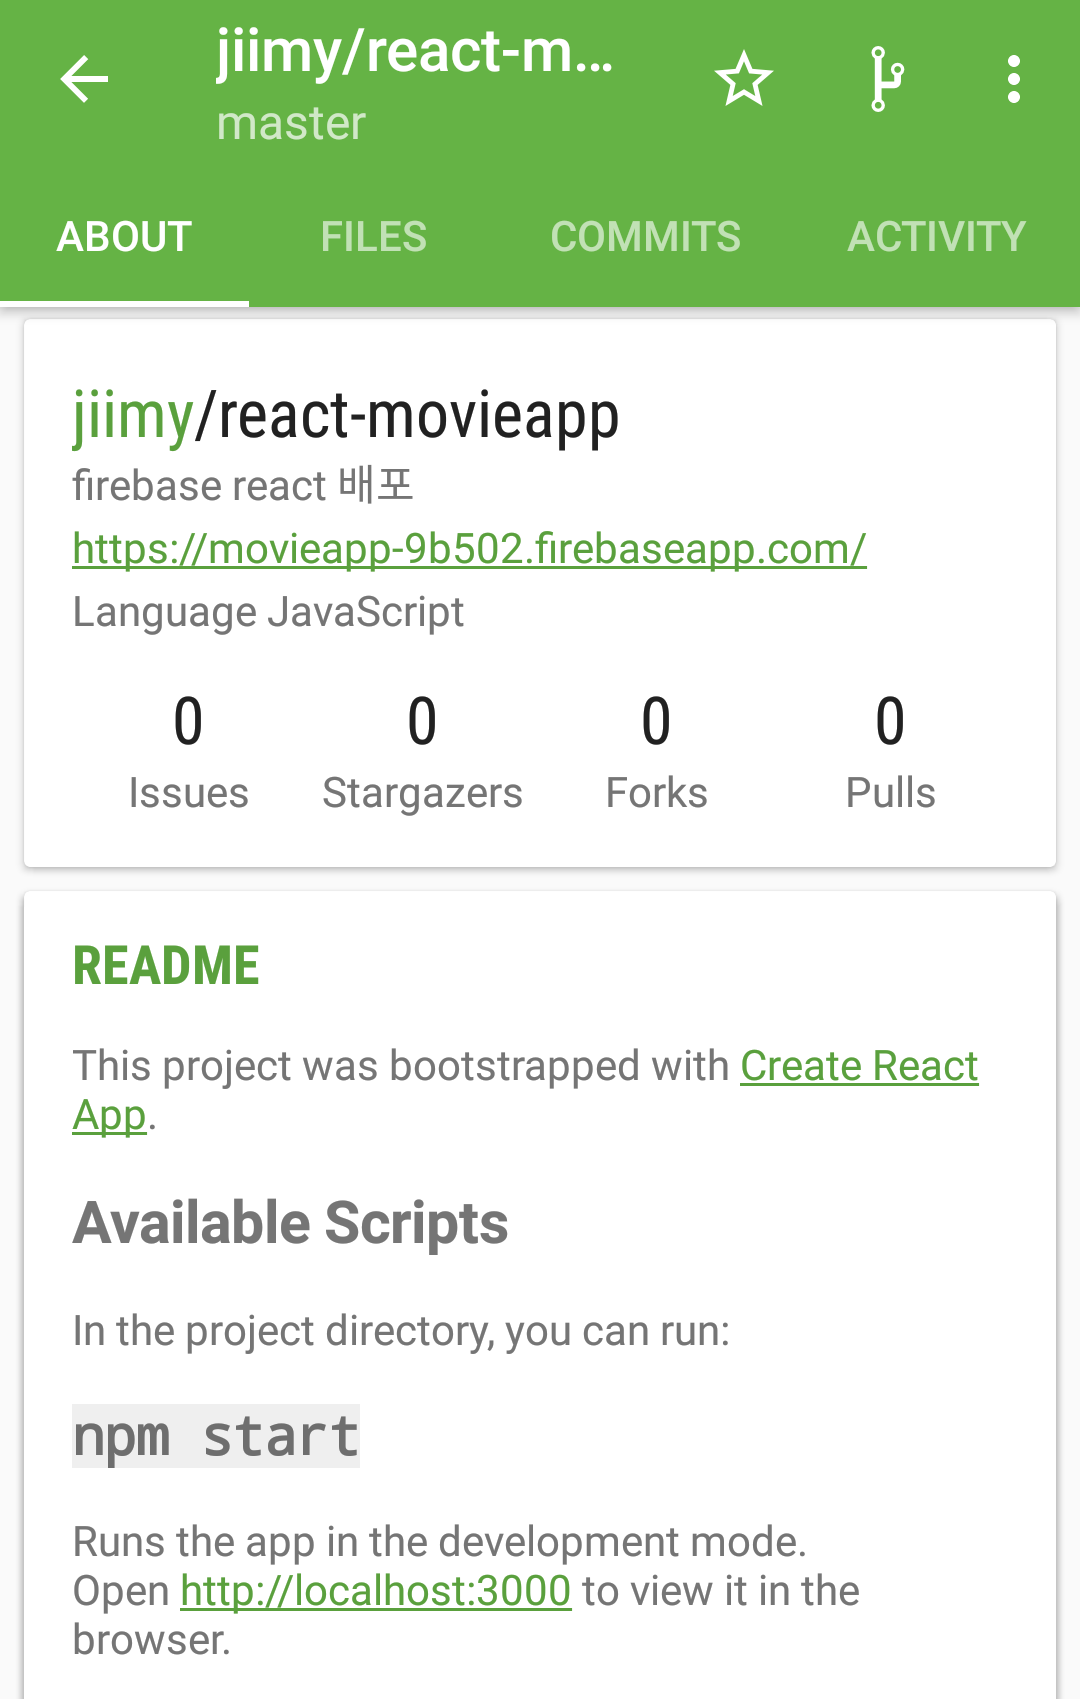 jiimy/react-m...
master
ABOUT FILES COMMITS ACTIVITY
jiimy/react-movieapp
firebase react 배포
https://movieapp-9b502.firebaseapp.com/
Language JavaScript
0 0 0 0
Issues Stargazers Forks Pulls
README
This project was bootstrapped with Create React
App.
Available Scripts
In the project directory, you can run:
npm start
Runs the app in the development mode.
Open http://localhost:3000 to view it in the
browser.